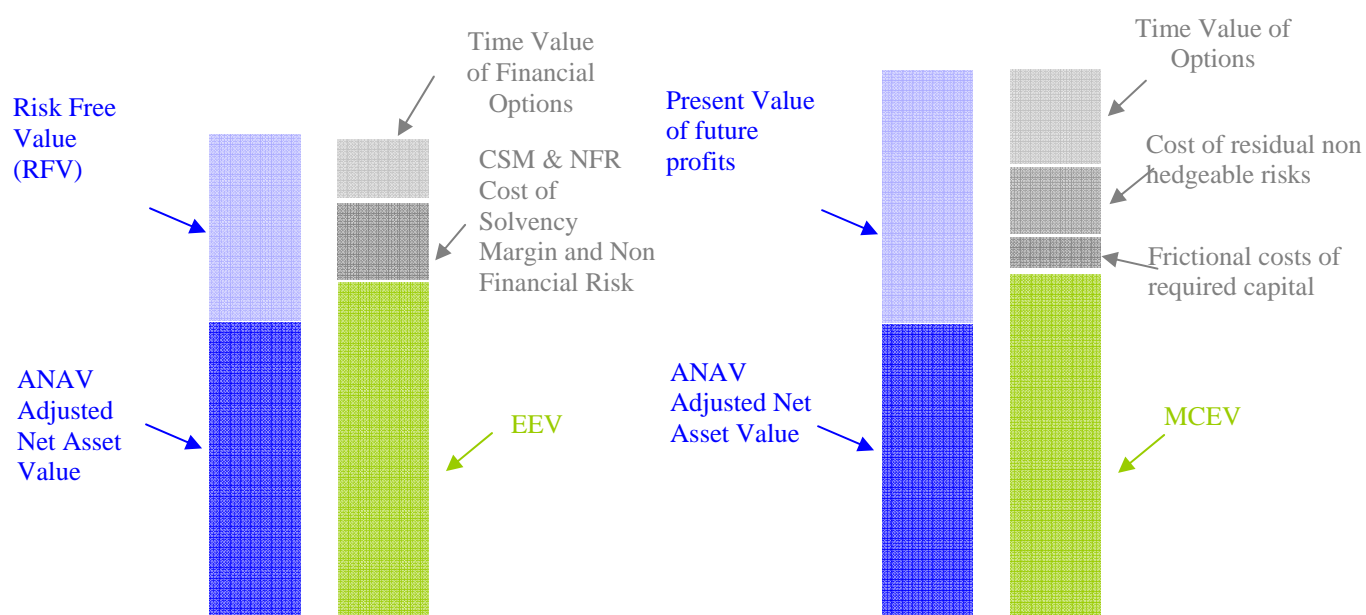 Time Value
of Financial
Options
Risk Free
Value
(RFV)
CSM & NFR
Cost of
Solvency
Margin and Non
Financial Risk
ANAV
Adjusted
Net Asset
Value
EEV
Time Value of
Options
Present Value
of future
profits
Cost of residual non
hedgeable risks
Frictional costs of
required capital
ANAV
Adjusted Net
Asset Value
MCEV